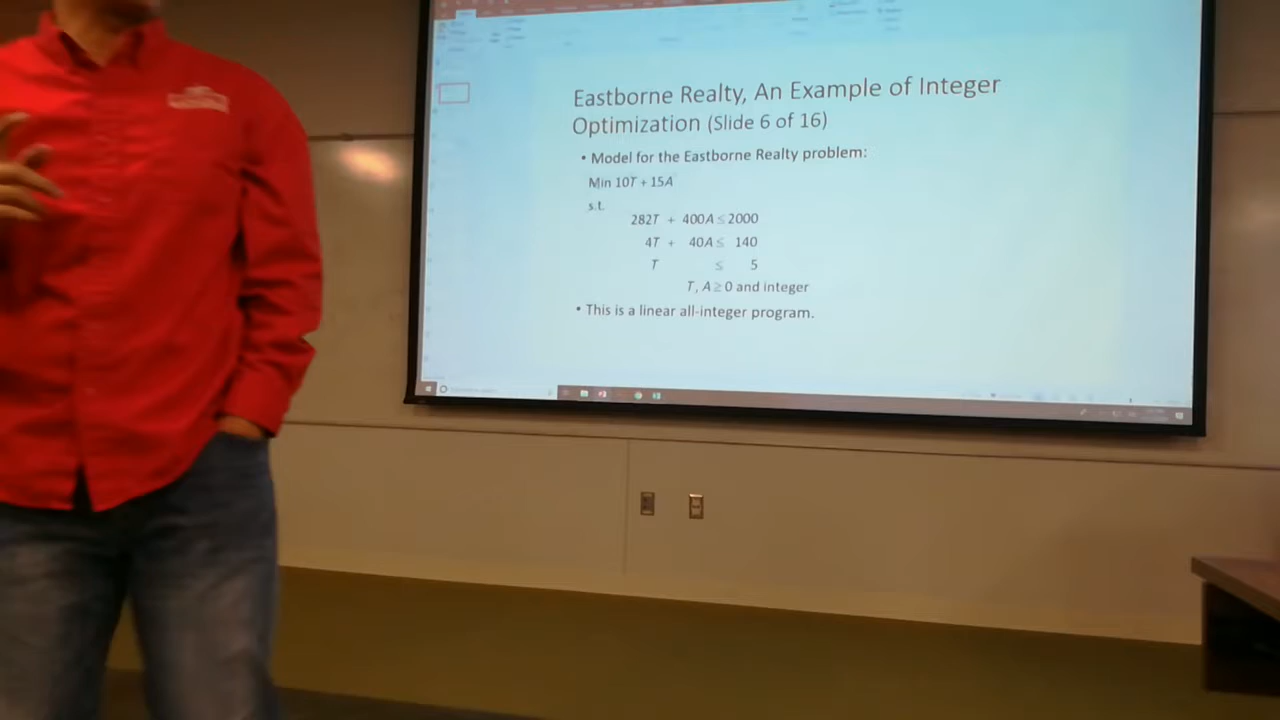 Eastborne Realty, An Example of Integer
Optimization (Slide 6 of 16)
• Model for the Eastborne Realty problem:
Min 10T + 15A
s.t.
282T + 400A ≤ 2000
4T + 40A ≤ 140
T ≤ 5
T, A ≥ 0 and integer
• This is a linear all-integer program.